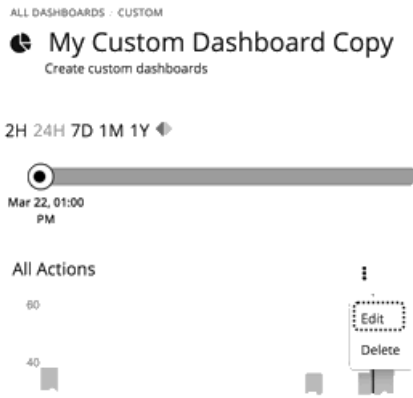 ALL DASHBOARDS · CUSTOM
My Custom Dashboard Copy
Create custom dashboards
2H 24H 7D 1M 1Y
Mar 22, 01:00
PM
All Actions
60
Edit
Delete
40